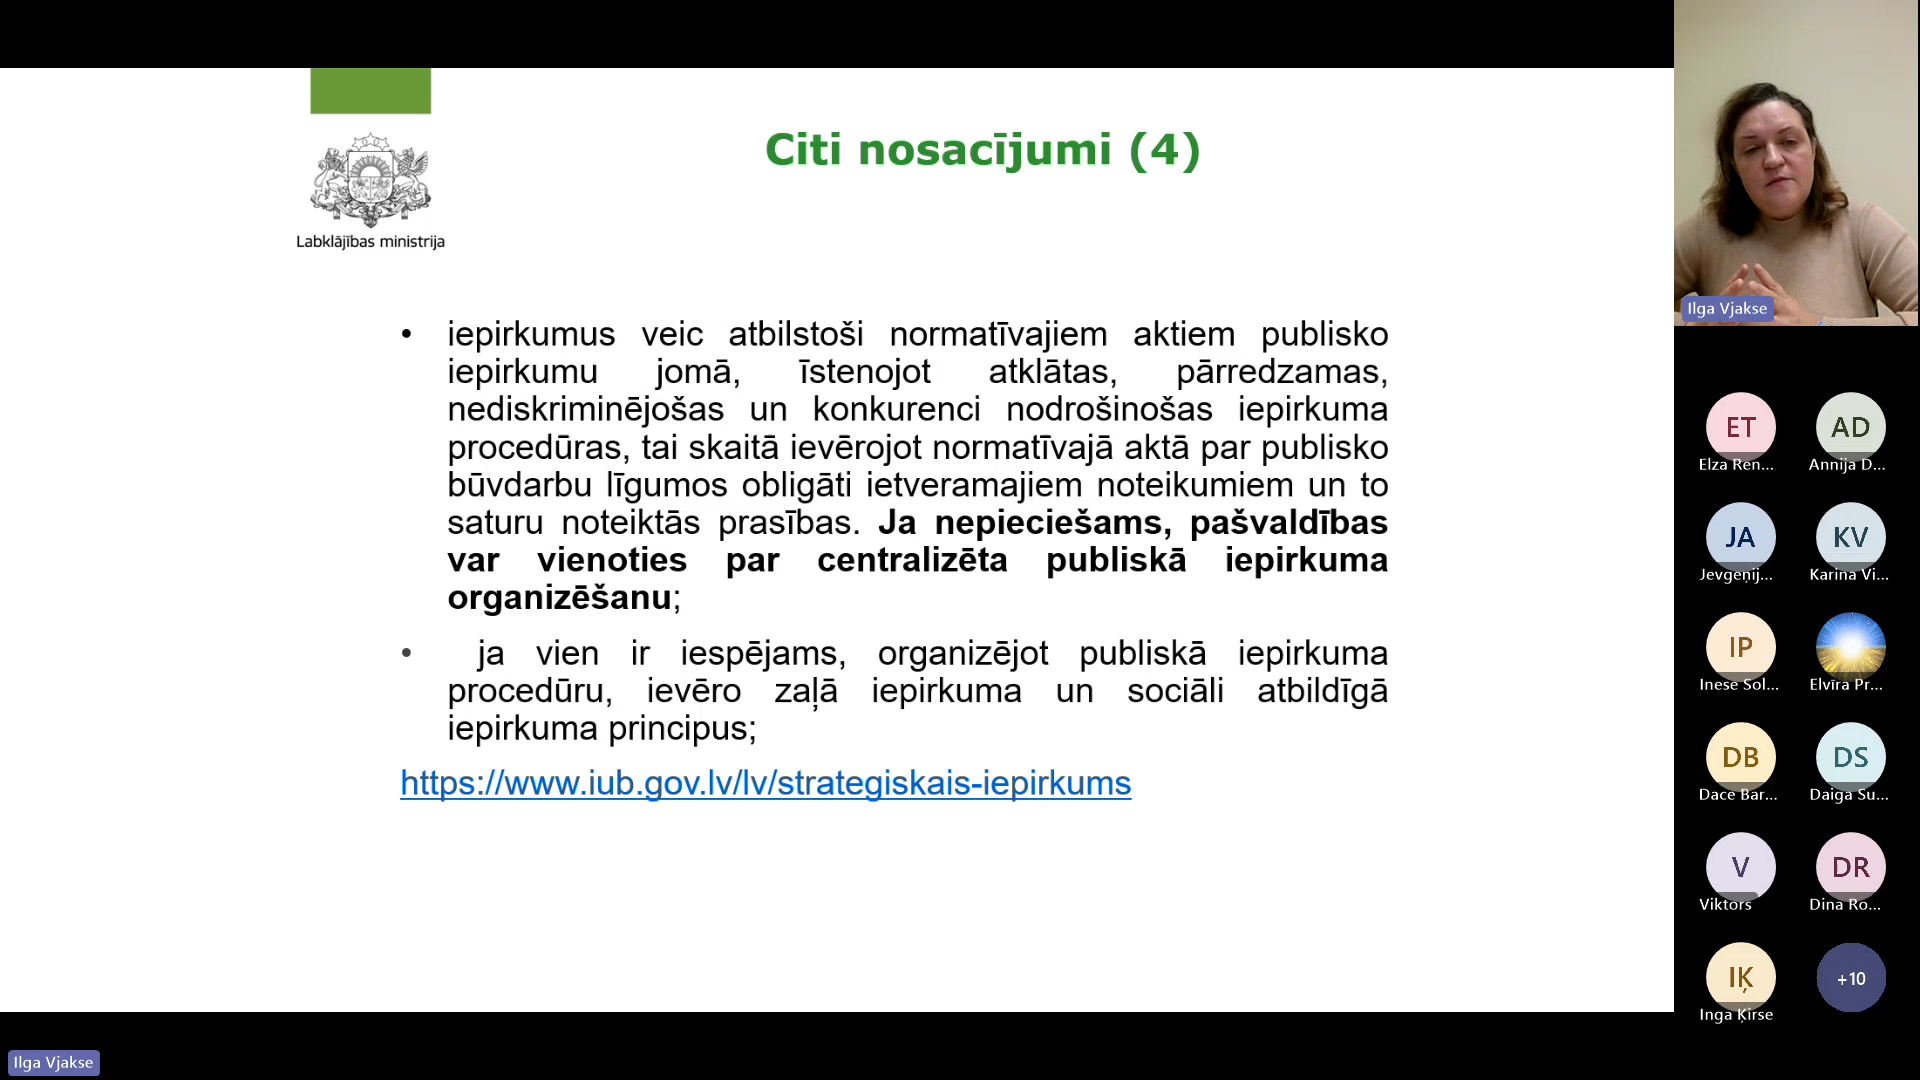 Citi nosacījumi (4)
Labklājības ministrija
• iepirkumus veic atbilstoši normatīvajiem aktiem publisko
iepirkumu jomā, īstenojot atklātas, pārredzamas,
nediskriminējošas un konkurenci nodrošinošas iepirkuma
procedūras, tai skaitā ievērojot normatīvajā aktā par publisko
būvdarbu līgumos obligāti ietveramajiem noteikumiem un to
saturu noteiktās prasības. Ja nepieciešams, pašvaldības
var vienoties par centralizēta publiskā iepirkuma
organizēšanu;
• ja vien ir iespējams, organizējot publiskā iepirkuma
procedūru, ievēro zaļā iepirkuma un sociāli atbildīgā
iepirkuma principus;
https://www.iub.gov.lv/lv/strategiskais-iepirkums
Ilga Vjakse
ET
Elza Ren...
AD
Annija D...
JA
Jevgeņij...
KV
Karina Vi...
IP
Inese Sol...
Elvīra Pr...
DB
Dace Bar...
DS
Daiga Su...
V
Viktors
DR
Dina Ro...
IĶ
Inga Ķirse
+10
Ilga Vjakse